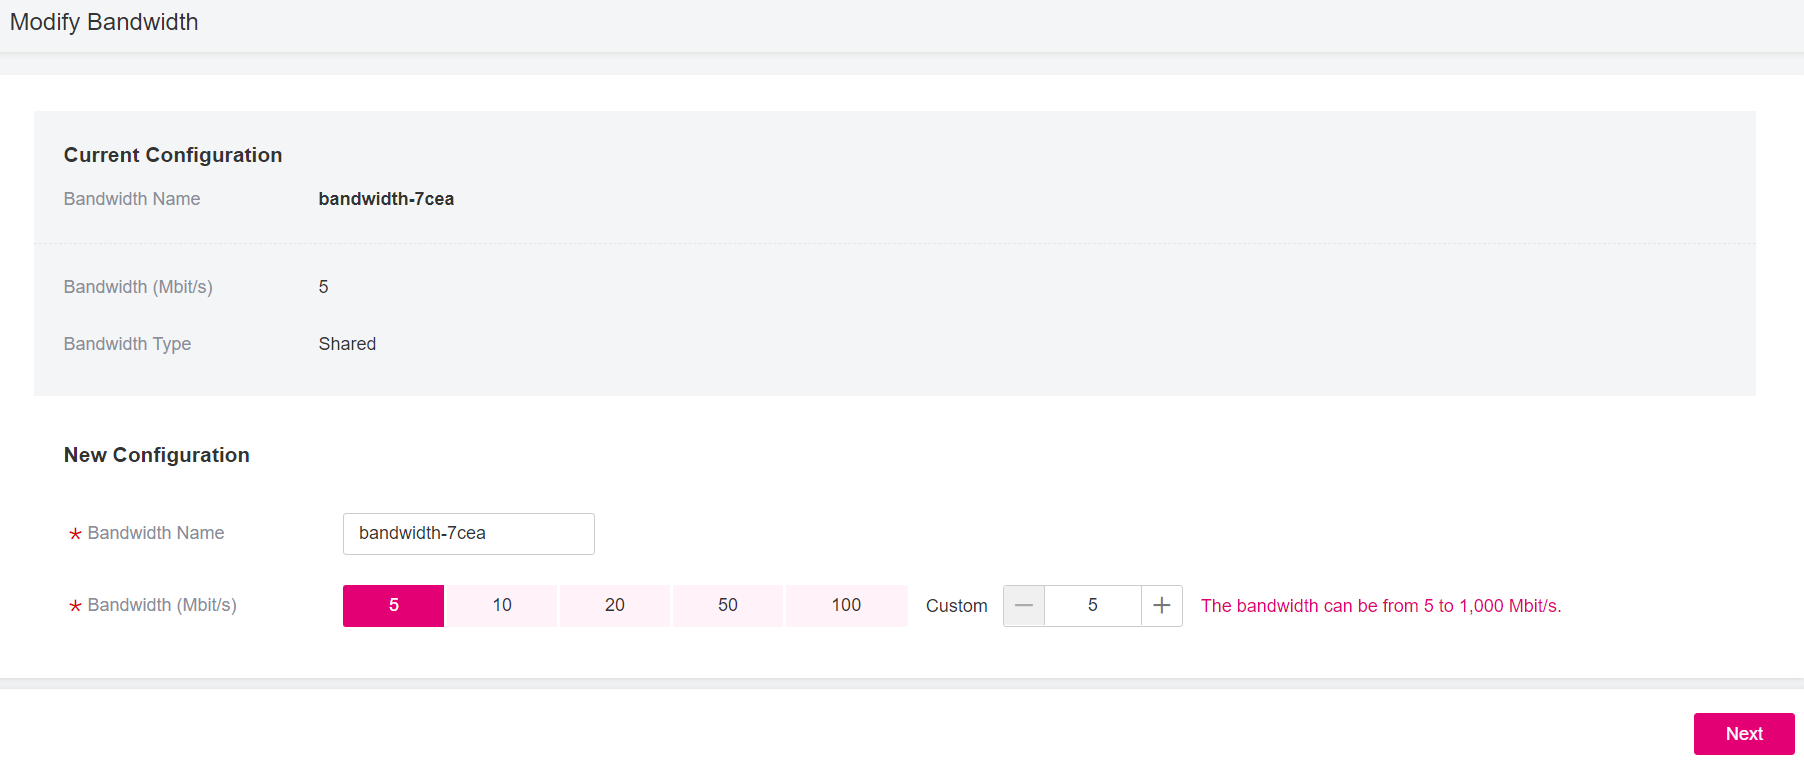 Modify Bandwidth
Current Configuration
Bandwidth Name bandwidth-7cea
Bandwidth (Mbit/s) 5
Bandwidth Type Shared
New Configuration
* Bandwidth Name bandwidth-7cea
* Bandwidth (Mbit/s) 5 10 20 50 100 Custom — 5 + The bandwidth can be from 5 to 1,000 Mbit/s.
Next